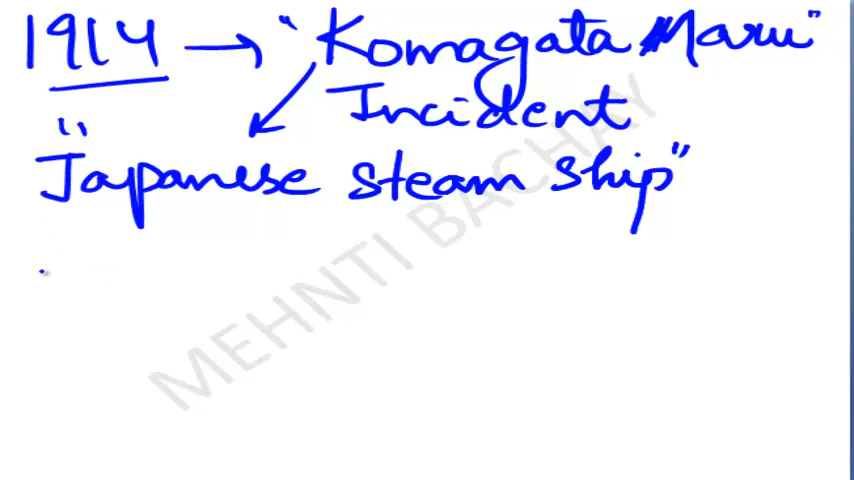 1914 → "Komagata Maru"
Incident
"Japanese steam ship"
MEHNTI BACHAY